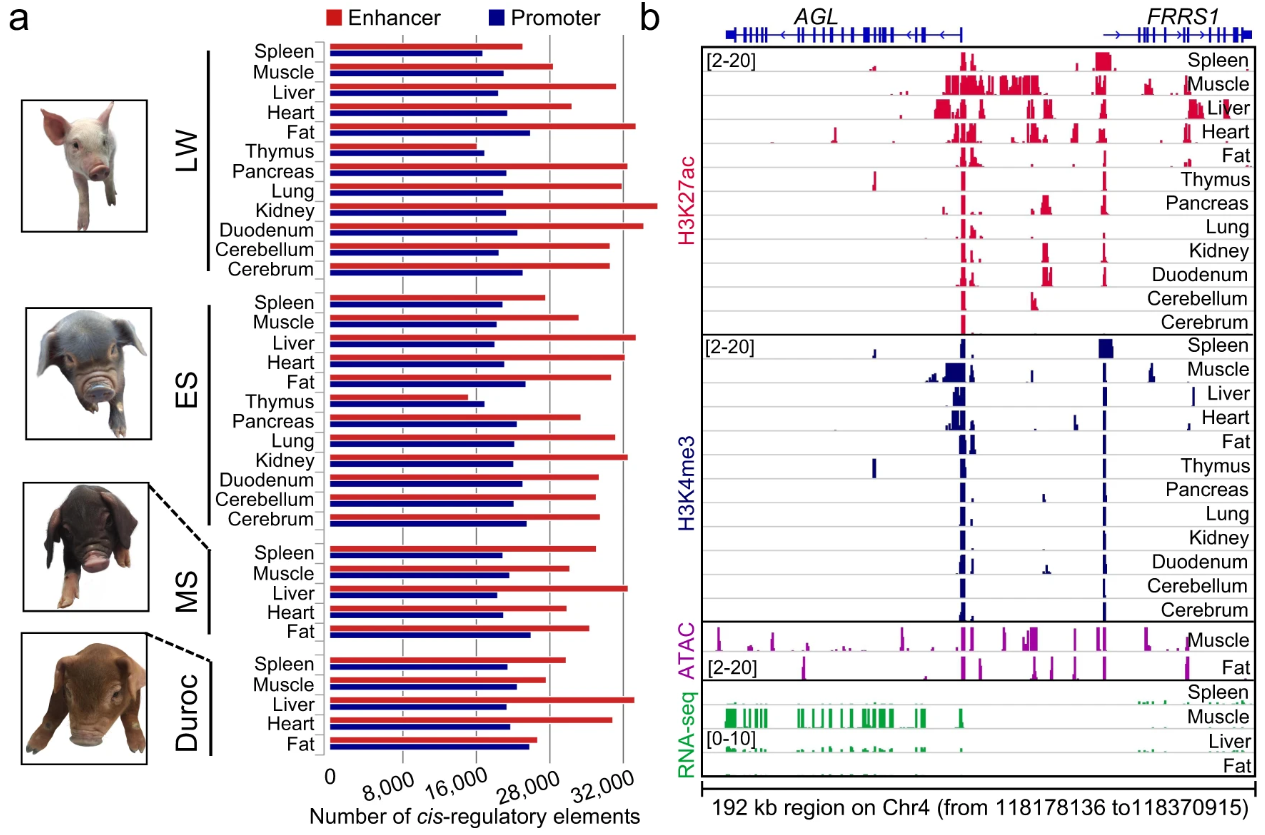 a
Enhancer Promoter
LW
Spleen
Muscle
Liver
Heart
Fat
Thymus
Pancreas
Lung
Kidney
Duodenum
Cerebellum
Cerebrum
ES
Spleen
Muscle
Liver
Heart
Fat
Thymus
Pancreas
Lung
Kidney
Duodenum
Cerebellum
Cerebrum
MS
Spleen
Muscle
Liver
Heart
Fat
Duroc
Spleen
Muscle
Liver
Heart
Fat
0 8,000 16,000 28,000 32,000
Number of cis-regulatory elements
b
AGL FRRS1
H3K27ac
[2-20] Spleen
Muscle
Liver
Heart
Fat
Thymus
Pancreas
Lung
Kidney
Duodenum
Cerebellum
Cerebrum
H3K4me3
[2-20] Spleen
Muscle
Liver
Heart
Fat
Thymus
Pancreas
Lung
Kidney
Duodenum
Cerebellum
Cerebrum
ATAC
Muscle
[2-20] Fat
RNA-seq
Spleen
Muscle
[0-10] Liver
Fat
192 kb region on Chr4 (from 118178136 to118370915)